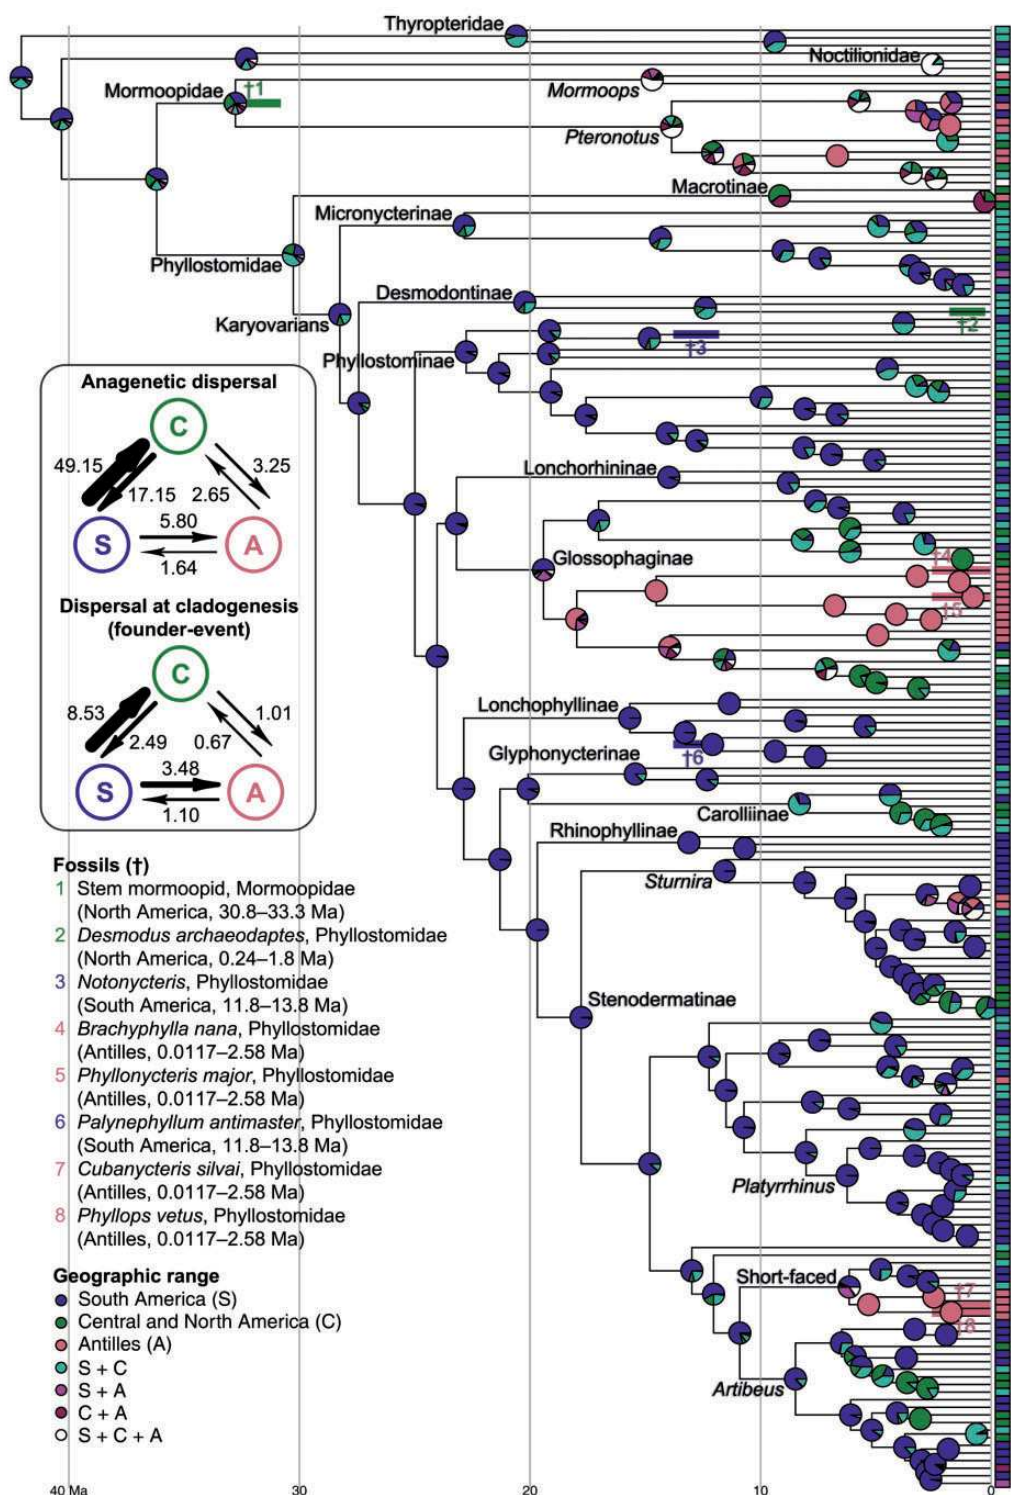 Thyropteridae
Noctilionidae
Mormoopidae
†1
Mormoops
Pteronotus
Macrotinae
Micronycterinae
Phyllostomidae
Desmodontinae
†2
Karyovarians
†3
Phyllostominae
Anagenetic dispersal
C
49.15
3.25
17.15
2.65
5.80
S
A
1.64
Lonchorhininae
Glossophaginae
†4
†5
Dispersal at cladogenesis
(founder-event)
C
8.53
1.01
2.49
0.67
3.48
S
A
1.10
Lonchophyllinae
†6
Glyphonycterinae
Carolliinae
Rhinophyllinae
Sturnira
Stenodermatinae
Platyrrhinus
Short-faced
†7
†8
Artibeus
Fossils (†)
1 Stem mormoopid, Mormoopidae
(North America, 30.8–33.3 Ma)
2 Desmodus archaeodaptes, Phyllostomidae
(North America, 0.24–1.8 Ma)
3 Notonycteris, Phyllostomidae
(South America, 11.8–13.8 Ma)
4 Brachyphylla nana, Phyllostomidae
(Antilles, 0.0117–2.58 Ma)
5 Phyllonycteris major, Phyllostomidae
(Antilles, 0.0117–2.58 Ma)
6 Palynephyllum antimaster, Phyllostomidae
(South America, 11.8–13.8 Ma)
7 Cubanycteris silvai, Phyllostomidae
(Antilles, 0.0117–2.58 Ma)
8 Phyllops vetus, Phyllostomidae
(Antilles, 0.0117–2.58 Ma)
Geographic range
South America (S)
Central and North America (C)
Antilles (A)
S + C
S + A
C + A
S + C + A
40 Ma
30
20
10
0